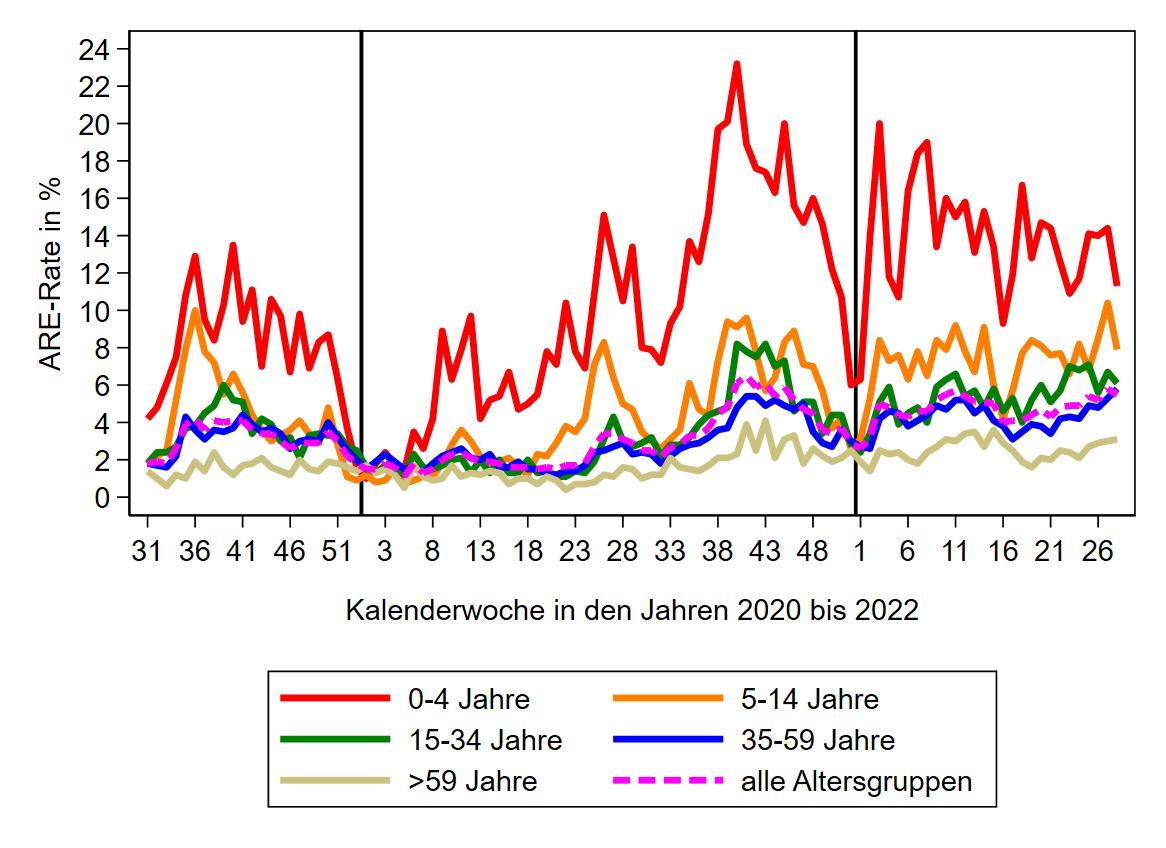 24
22
20
18
16
14
12
10
8
6
4
2
0
ARE-Rate in %
31 36 41 46 51 3 8 13 18 23 28 33 38 43 48 1 6 11 16 21 26
Kalenderwoche in den Jahren 2020 bis 2022
0-4 Jahre 5-14 Jahre
15-34 Jahre 35-59 Jahre
>59 Jahre alle Altersgruppen